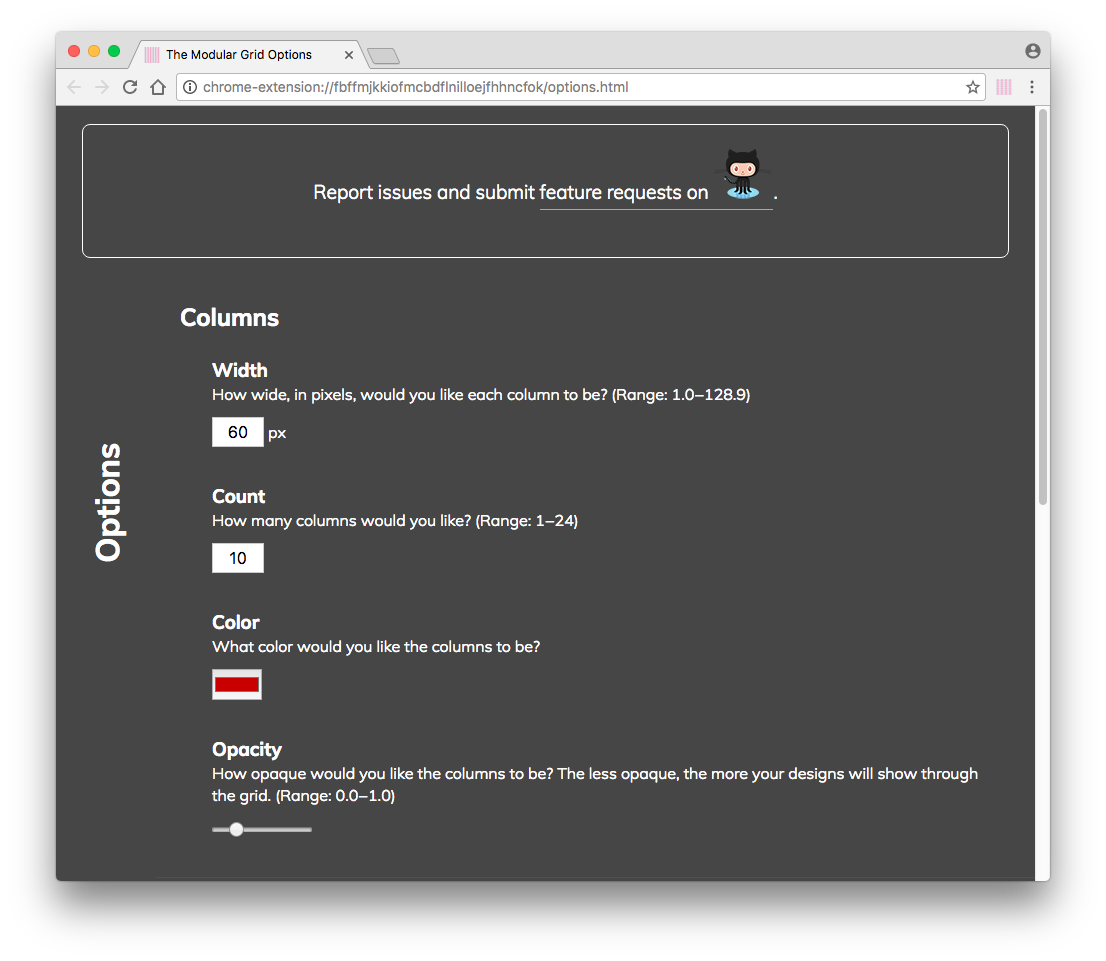 The Modular Grid Options
chrome-extension://fbffmjkkiofmcbdflnilloejfhhncfok/options.html
Report issues and submit feature requests on .
Options
Columns
Width
How wide, in pixels, would you like each column to be? (Range: 1.0–128.9)
60 px
Count
How many columns would you like? (Range: 1–24)
10
Color
What color would you like the columns to be?
Opacity
How opaque would you like the columns to be? The less opaque, the more your designs will show through
the grid. (Range: 0.0–1.0)